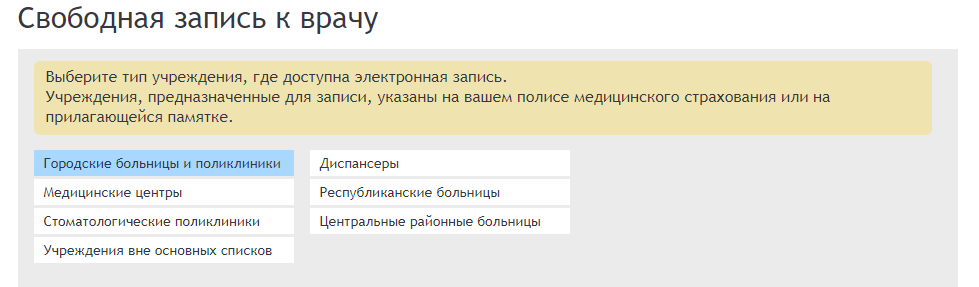 Свободная запись к врачу
Выберите тип учреждения, где доступна электронная запись.
Учреждения, предназначенные для записи, указаны на вашем полисе медицинского страхования или на
прилагающейся памятке.
Городские больницы и поликлиники
Диспансеры
Медицинские центры
Республиканские больницы
Стоматологические поликлиники
Центральные районные больницы
Учреждения вне основных списков